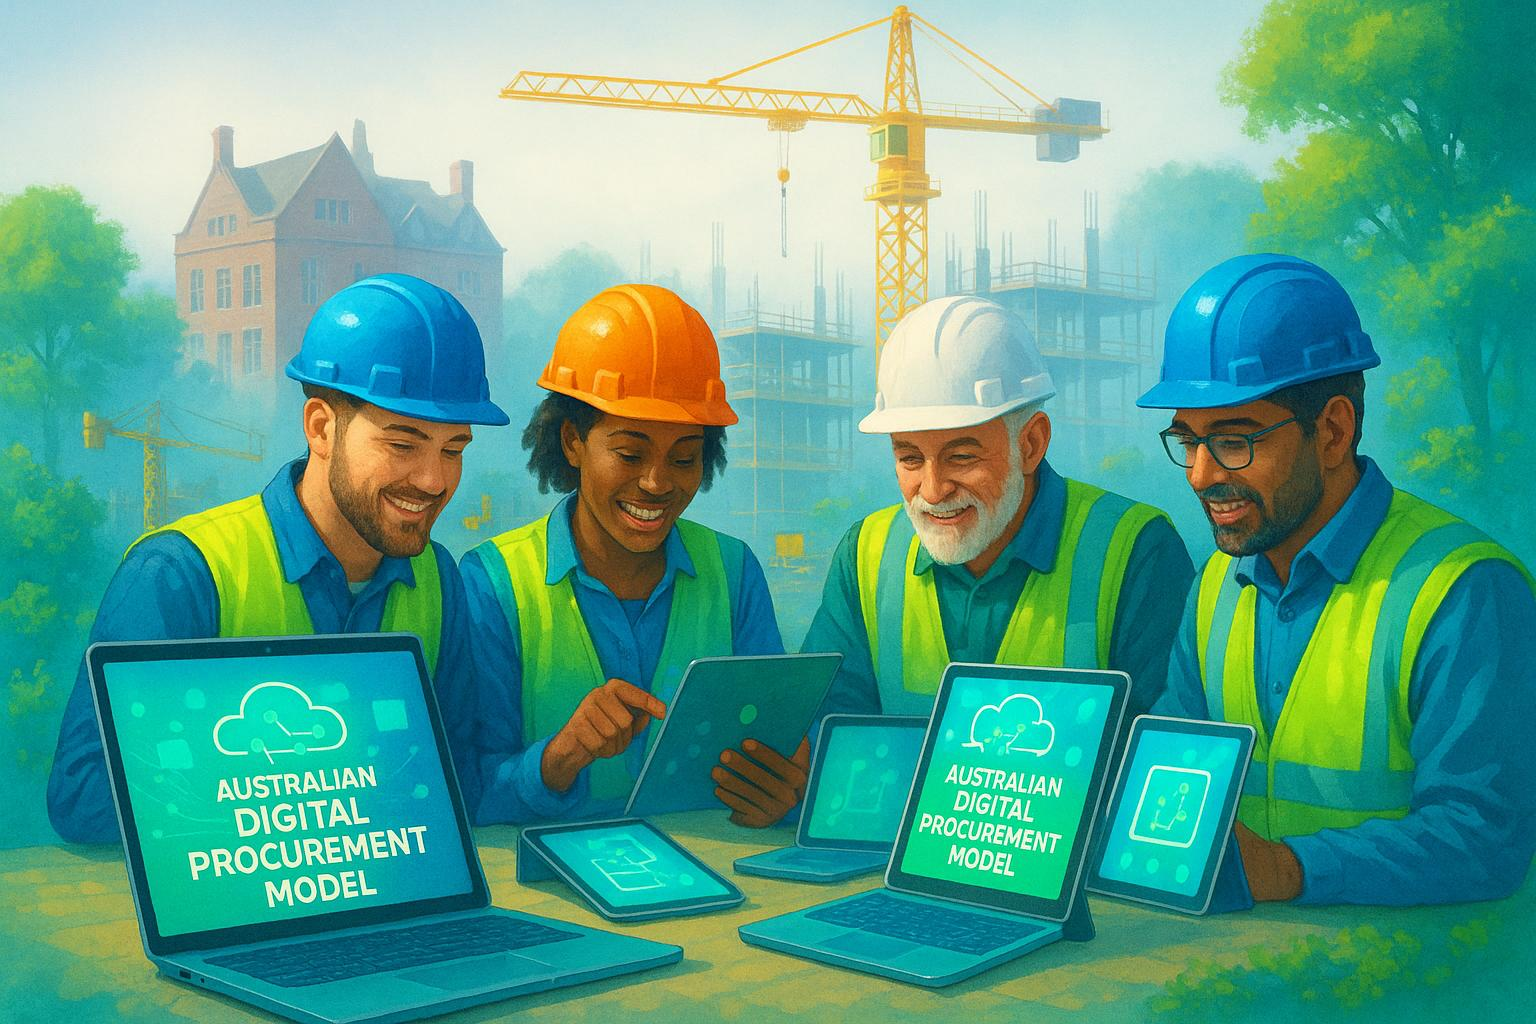 AUSTRALIAN
DIGITAL
PROCUREMENT
MODEL
AUSTRALIAN
DIGITAL
PROCUREMENT
MODEL